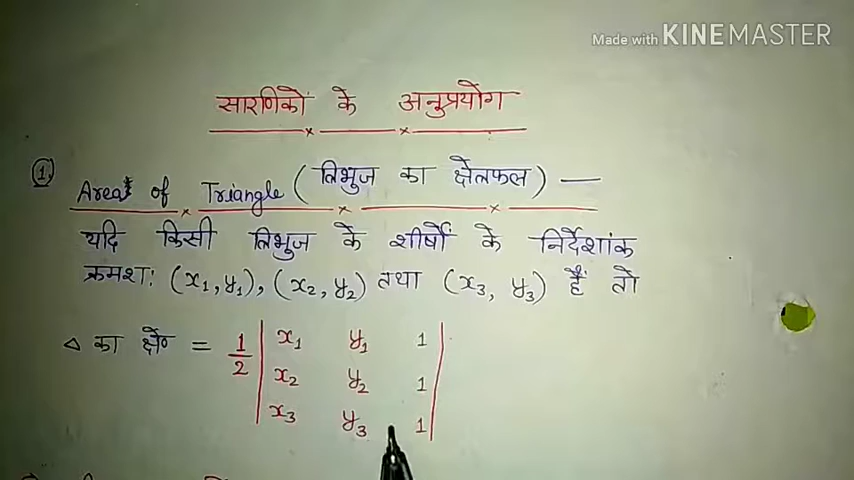 Made with KINEMASTER
सारणिकों के अनुप्रयोग
① Area of Triangle (त्रिभुज का क्षेत्रफल) —
यदि किसी त्रिभुज के शीर्षों के निर्देशांक
क्रमश: (x₁, y₁), (x₂, y₂) तथा (x₃, y₃) हैं तो
△ का क्षे० = 1/2 | x₁ y₁ 1 |
| x₂ y₂ 1 |
| x₃ y₃ 1 |